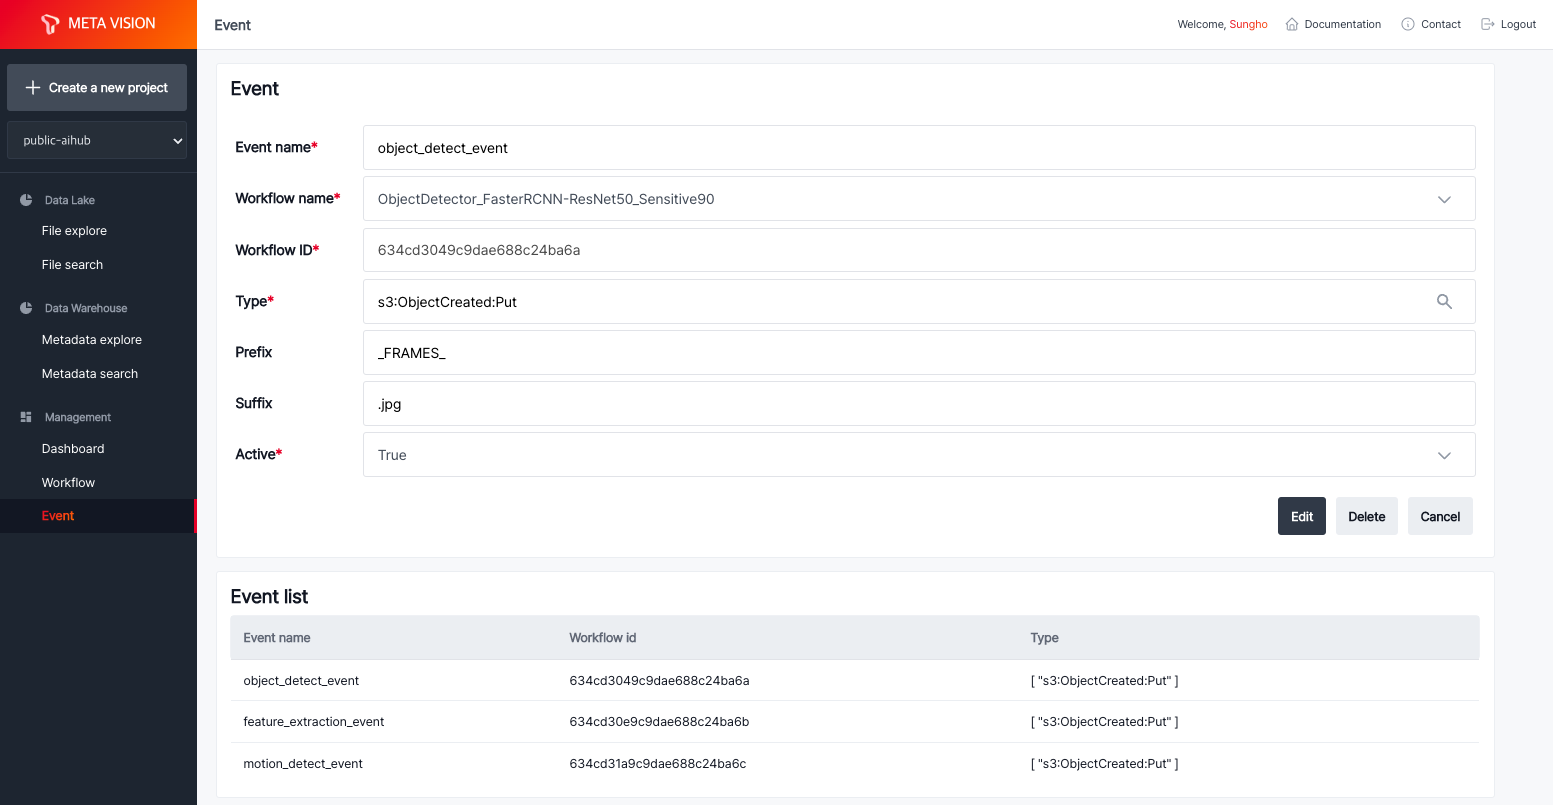 META VISION
Event
Welcome, Sungho
Documentation
Contact
Logout
Create a new project
public-aihub
Data Lake
File explore
File search
Data Warehouse
Metadata explore
Metadata search
Management
Dashboard
Workflow
Event
Event
Event name* object_detect_event
Workflow name* ObjectDetector_FasterRCNN-ResNet50_Sensitive90
Workflow ID* 634cd3049c9dae688c24ba6a
Type* s3:ObjectCreated:Put
Prefix _FRAMES_
Suffix .jpg
Active* True
Edit Delete Cancel
Event list
Event name Workflow id Type
object_detect_event 634cd3049c9dae688c24ba6a [ "s3:ObjectCreated:Put" ]
feature_extraction_event 634cd30e9c9dae688c24ba6b [ "s3:ObjectCreated:Put" ]
motion_detect_event 634cd31a9c9dae688c24ba6c [ "s3:ObjectCreated:Put" ]